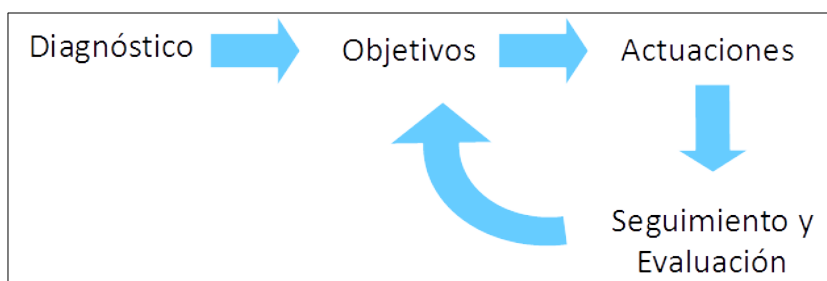 Diagnóstico
Objetivos
Actuaciones
Seguimiento y
Evaluación